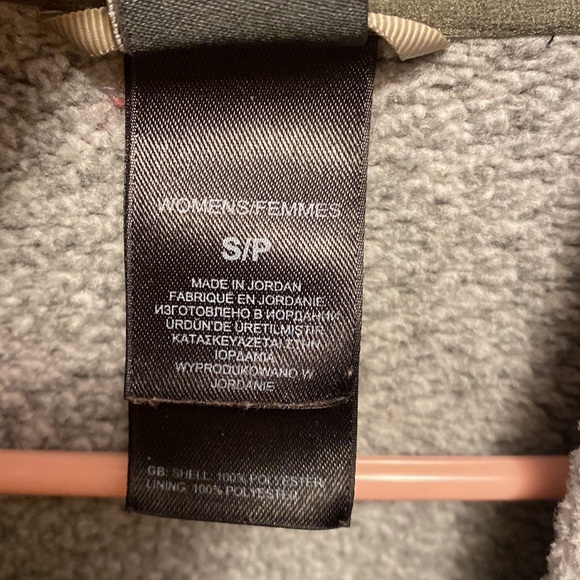 WOMENS/FEMMES
S/P
MADE IN JORDAN
FABRIQUÉ EN JORDANIE
ИЗГОТОВЛЕНО В ИОРДАНИИ
ÜRDÜN'DE ÜRETILMIŞTIR
ΚΑΤΑΣΚΕΥΑΖΕΤΑΙ ΣΤΗΝ
ΙΟΡΔΑΝΙΑ
WYPRODUKOWANO W
JORDANIE
GB: SHELL: 100% POLYESTER/
LINING: 100% POLYESTER